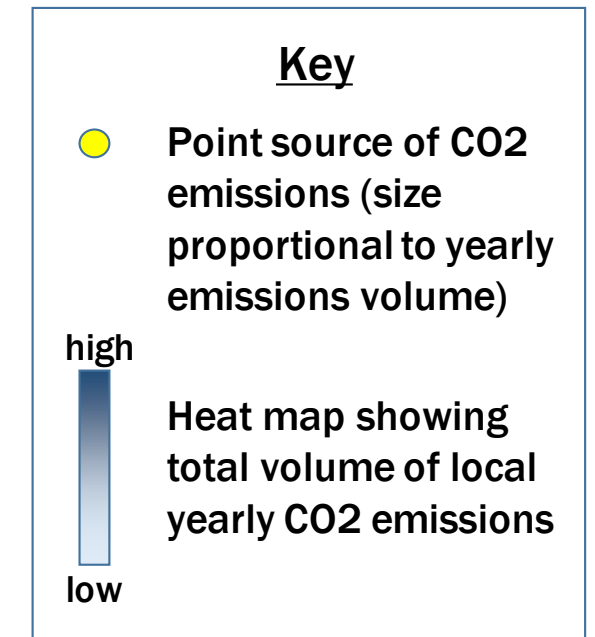 Key
Point source of CO2
emissions (size
proportional to yearly
emissions volume)
high
Heat map showing
total volume of local
yearly CO2 emissions
low